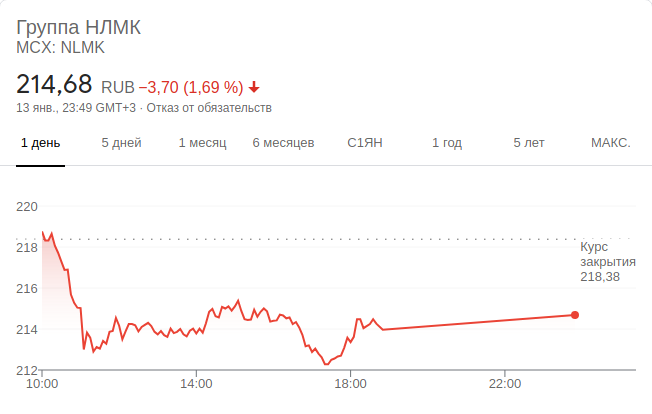 Группа НЛМК
MCX: NLMK
214,68 RUB −3,70 (1,69 %)
13 янв., 23:49 GMT+3 · Отказ от обязательств
1 день 5 дней 1 месяц 6 месяцев С1ЯН 1 год 5 лет МАКС.
220
218
Курс
закрытия
218,38
216
214
212
10:00 14:00 18:00 22:00